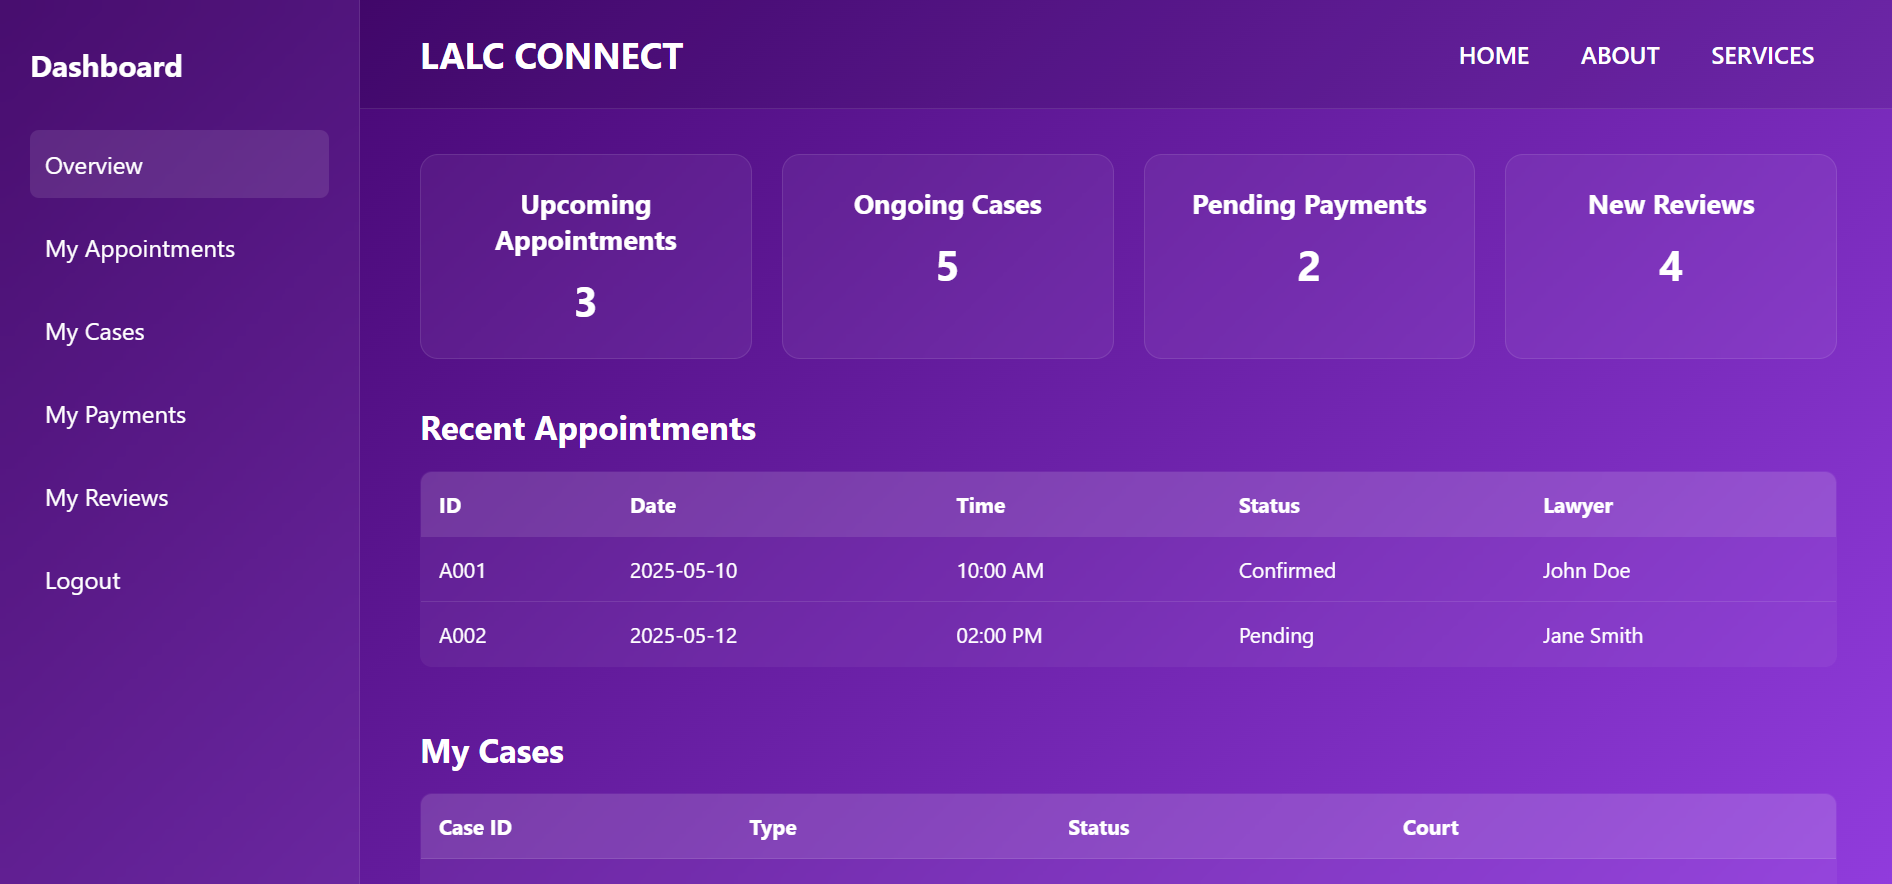 Dashboard
Overview
My Appointments
My Cases
My Payments
My Reviews
Logout
LALC CONNECT
HOME ABOUT SERVICES
Upcoming
Appointments
3
Ongoing Cases
5
Pending Payments
2
New Reviews
4
Recent Appointments
ID Date Time Status Lawyer
A001 2025-05-10 10:00 AM Confirmed John Doe
A002 2025-05-12 02:00 PM Pending Jane Smith
My Cases
Case ID Type Status Court